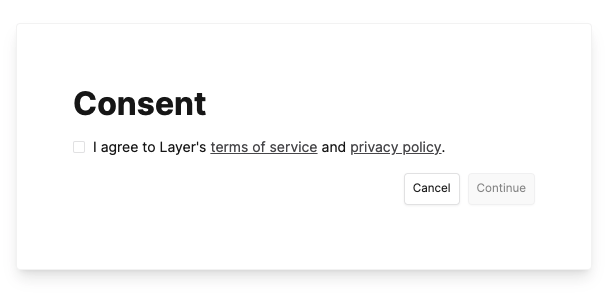 Consent
I agree to Layer's terms of service and privacy policy.
Cancel Continue